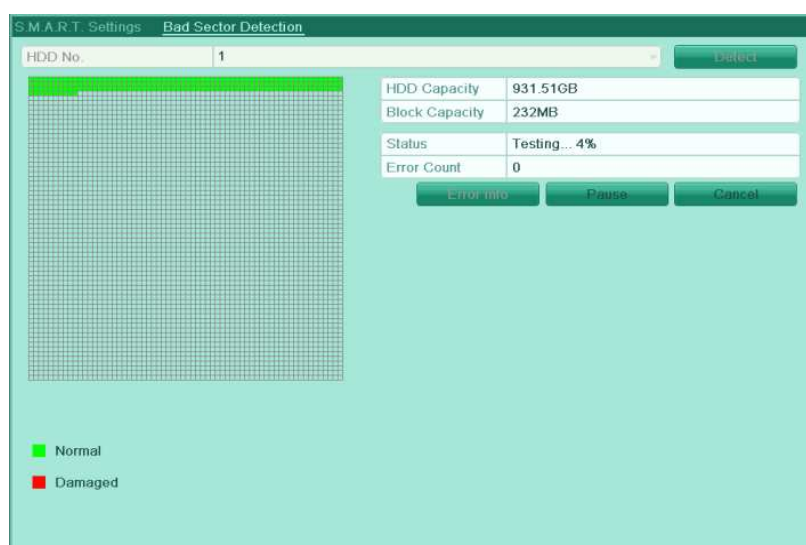 S.M.A.R.T. Settings Bad Sector Detection
HDD No. 1 Detect
HDD Capacity 931.51GB
Block Capacity 232MB
Status Testing... 4%
Error Count 0
Error Info Pause Cancel
Normal
Damaged